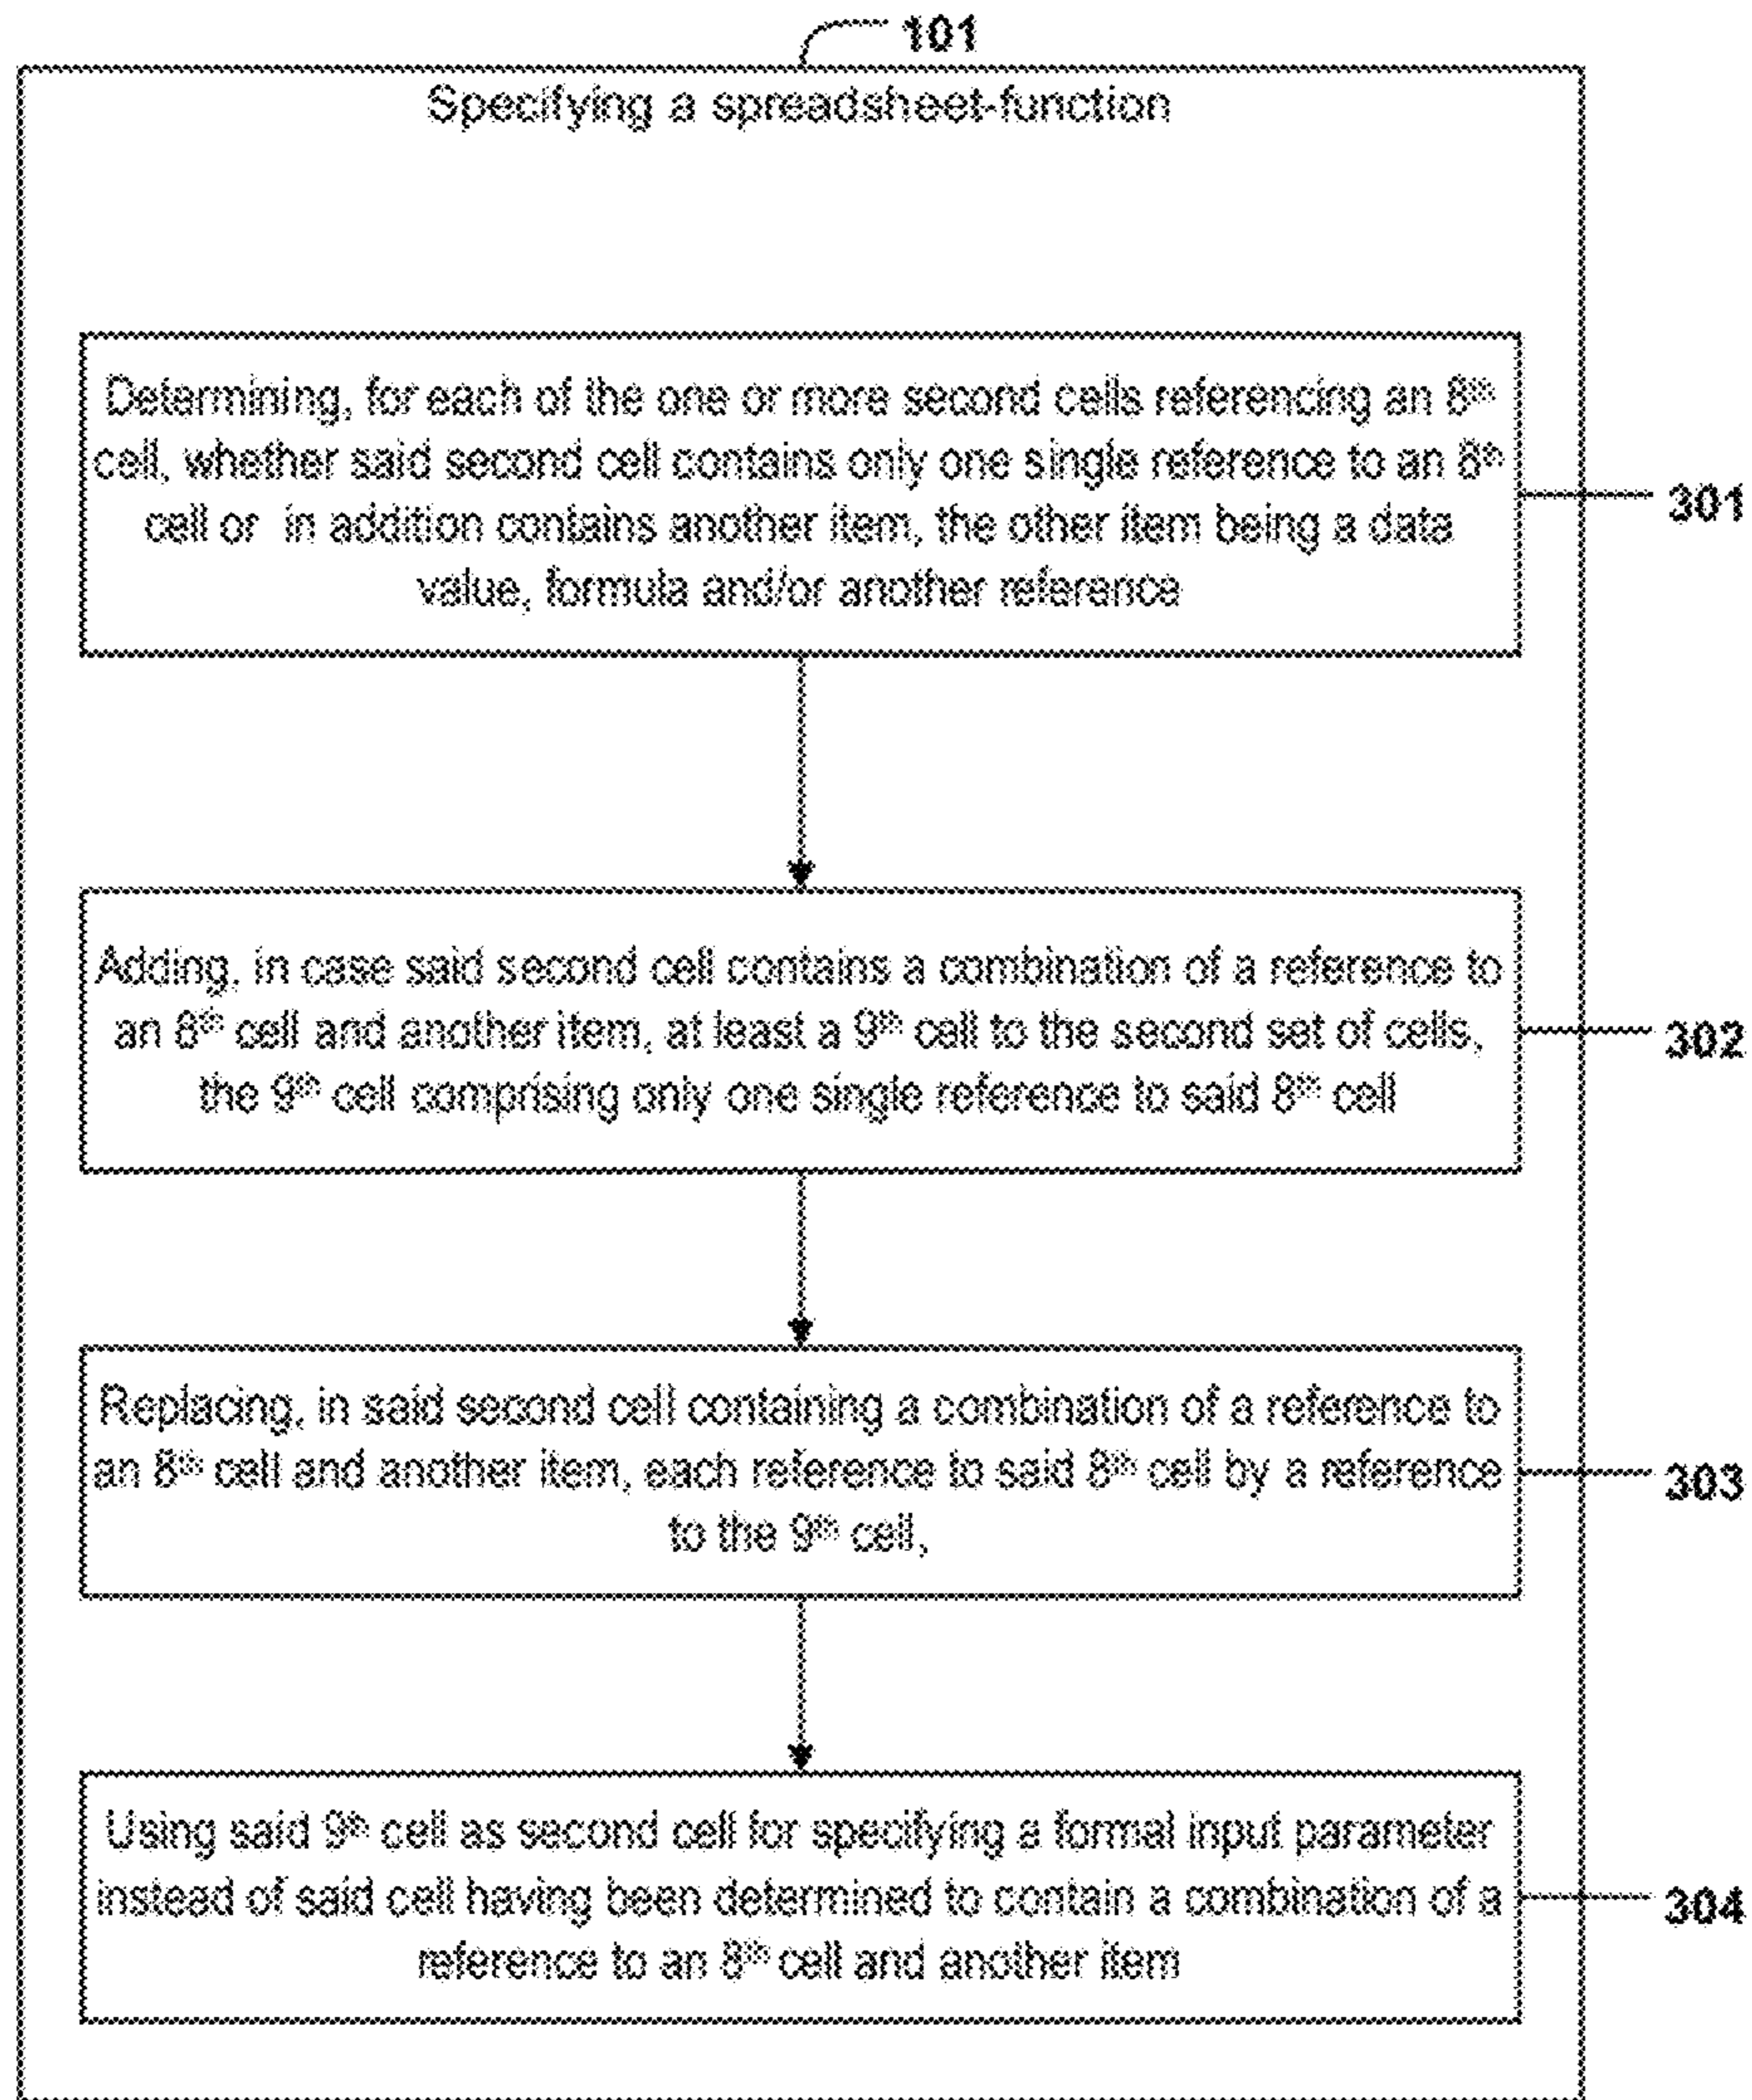 101
Specifying a spreadsheet-function
Determining, for each of the one or more second cells referencing an 8th
cell, whether said second cell contains only one single reference to an 8th
cell or in addition contains another item, the other item being a data
value, formula and/or another reference
301
Adding, in case said second cell contains a combination of a reference to
an 8th cell and another item, at least a 9th cell to the second set of cells,
the 9th cell comprising only one single reference to said 8th cell
302
Replacing, in said second cell containing a combination of a reference to
an 8th cell and another item, each reference to said 8th cell by a reference
to the 9th cell,
303
Using said 9th cell as second cell for specifying a formal input parameter
instead of said cell having been determined to contain a combination of a
reference to an 8th cell and another item
304